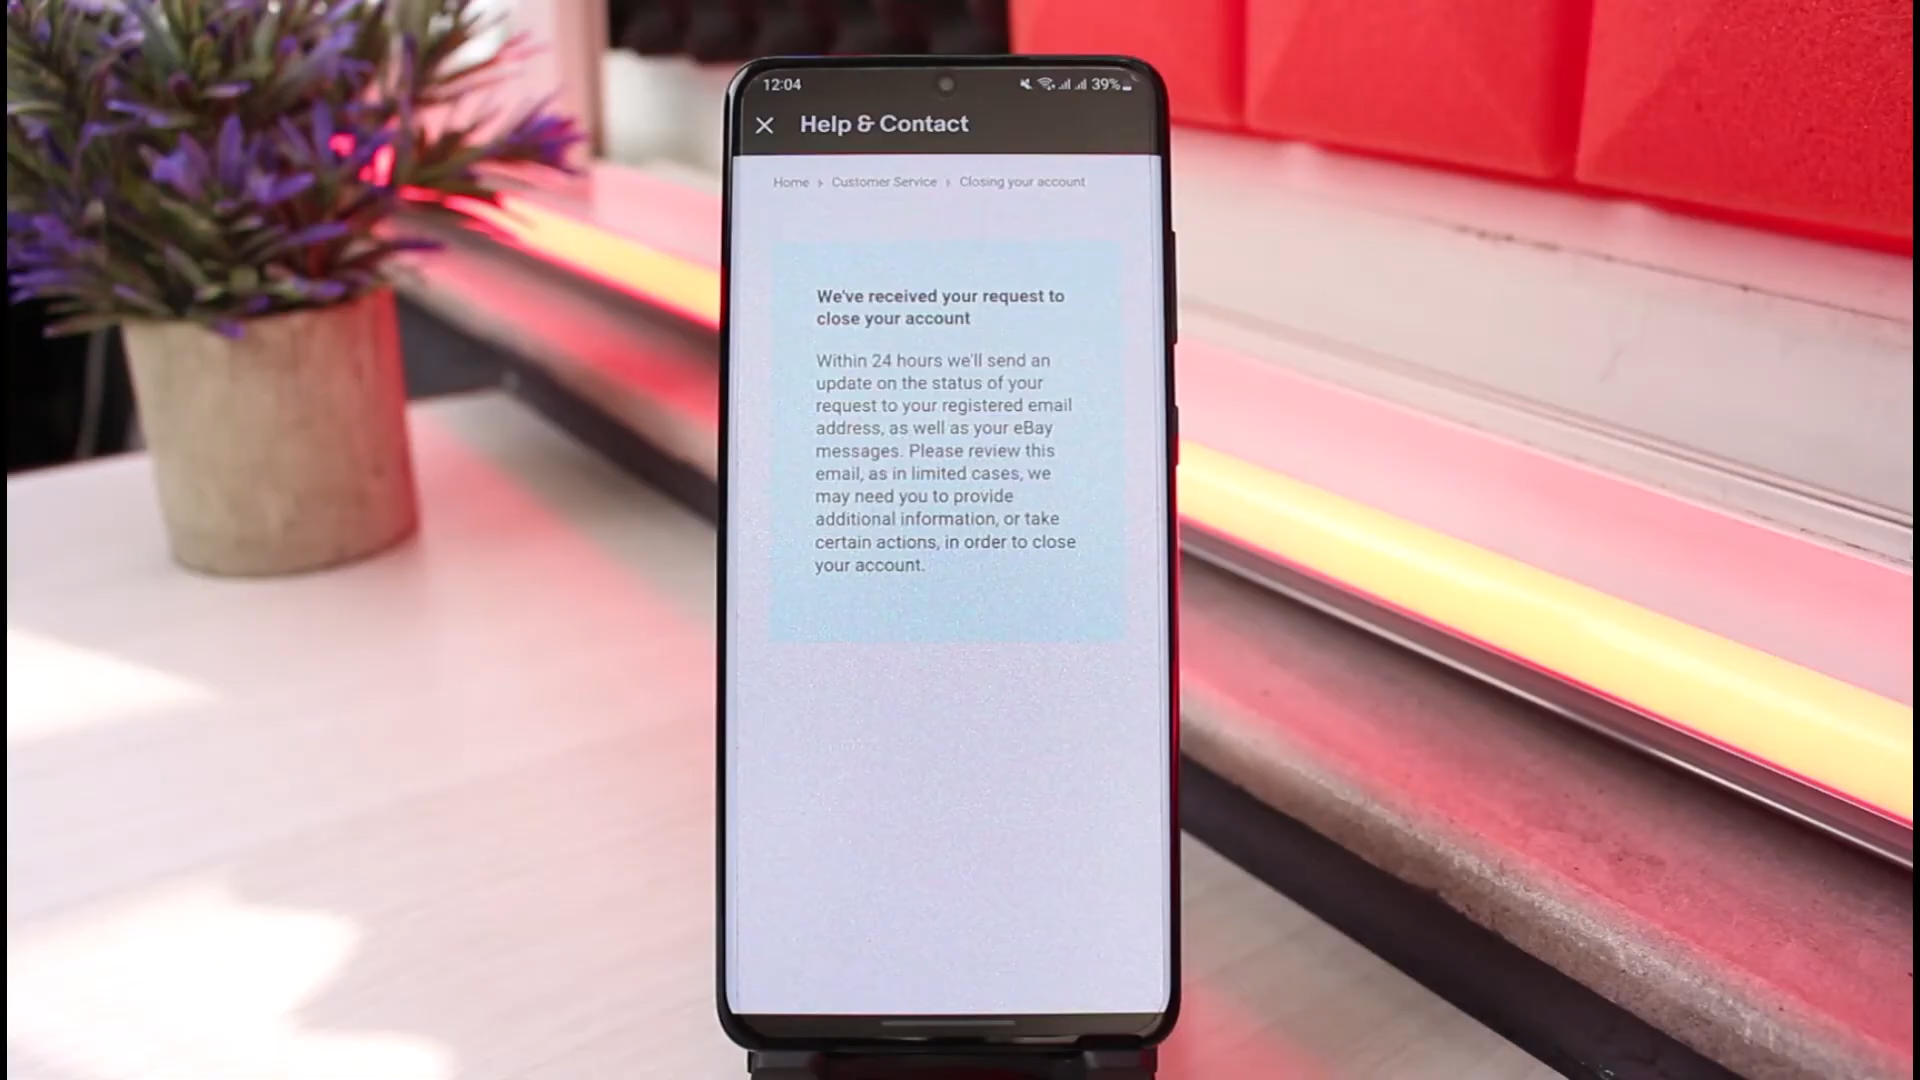 12:04 39%
Help & Contact
Home > Customer Service > Closing your account
We've received your request to
close your account
Within 24 hours we'll send an
update on the status of your
request to your registered email
address, as well as your eBay
messages. Please review this
email, as in limited cases, we
may need you to provide
additional information, or take
certain actions, in order to close
your account.